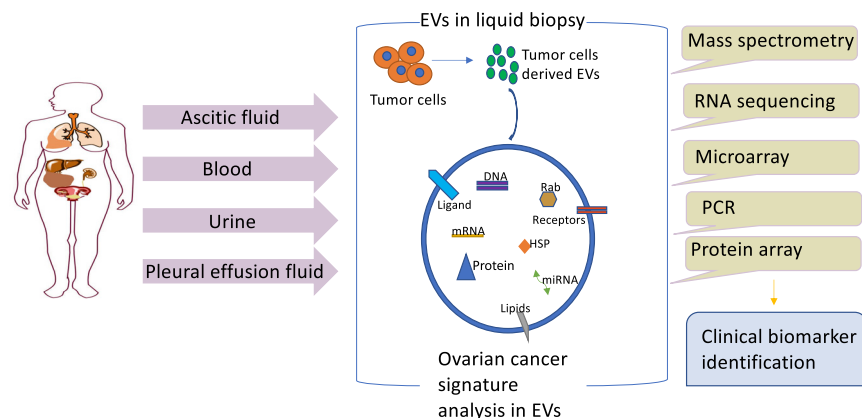 EVs in liquid biopsy
Tumor cells
Tumor cells
derived EVs
Ascitic fluid
Blood
Urine
Pleural effusion fluid
DNA
Rab
Ligand
Receptors
mRNA
HSP
Protein
miRNA
Lipids
Ovarian cancer
signature
analysis in EVs
Mass spectrometry
RNA sequencing
Microarray
PCR
Protein array
Clinical biomarker
identification